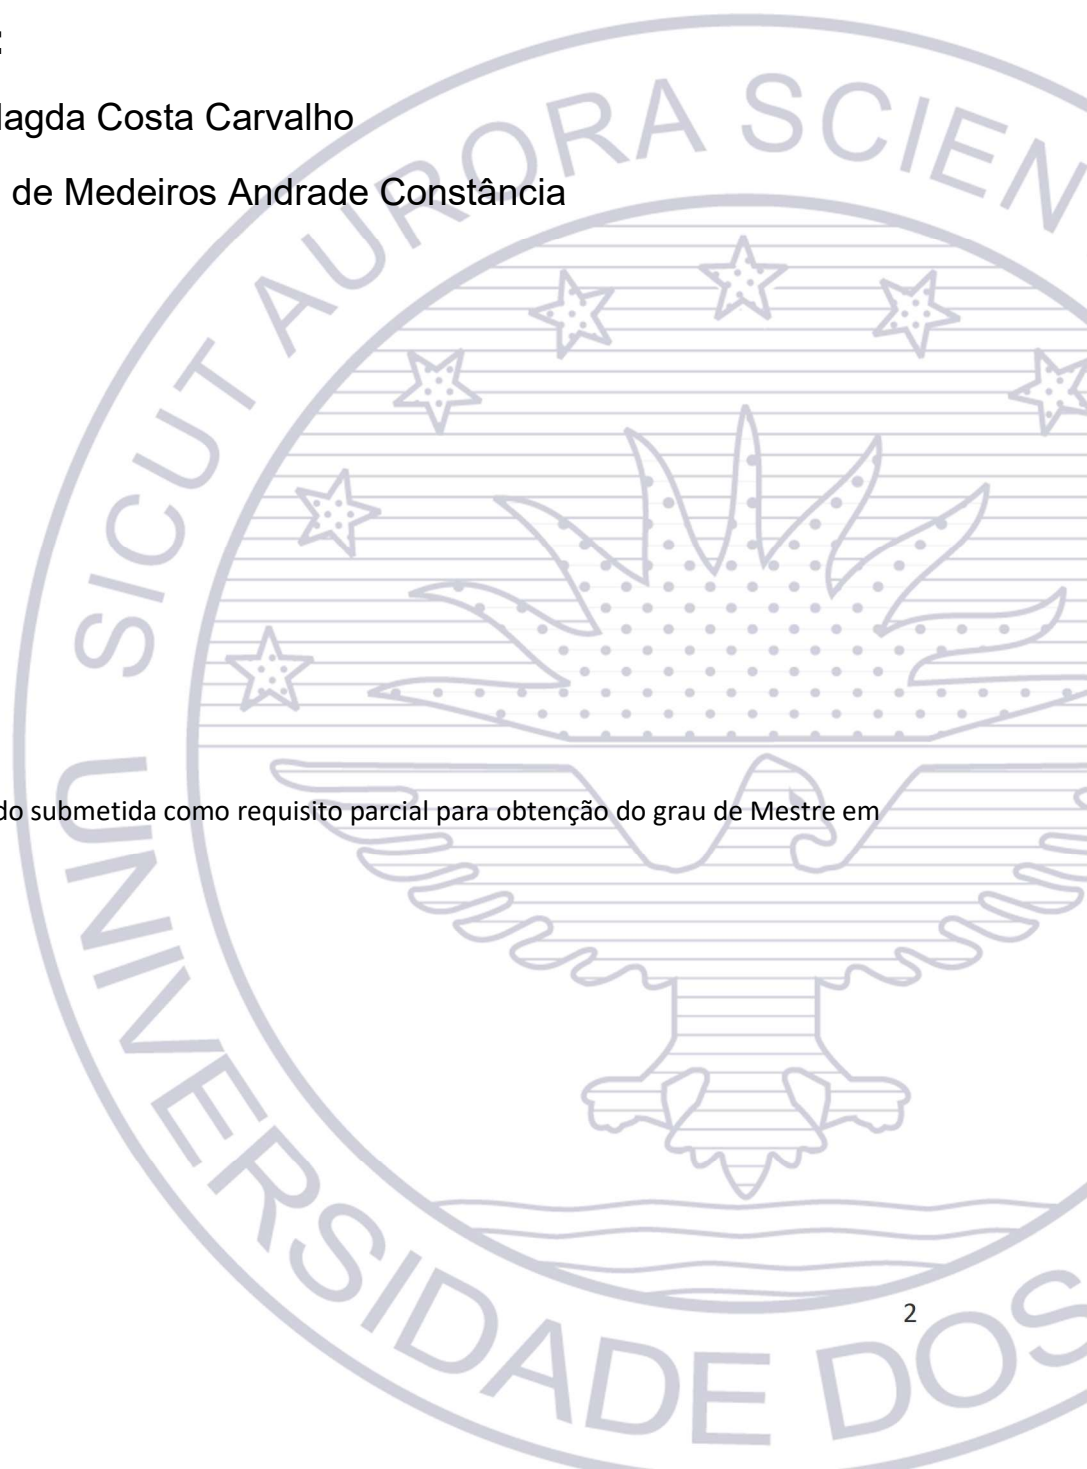 :
lagda Costa Carvalho
de Medeiros Andrade Constância
SICUT AURORA SCIEN
do submetida como requisito parcial para obtenção do grau de Mestre em
2
UNIVERSIDADE DOS